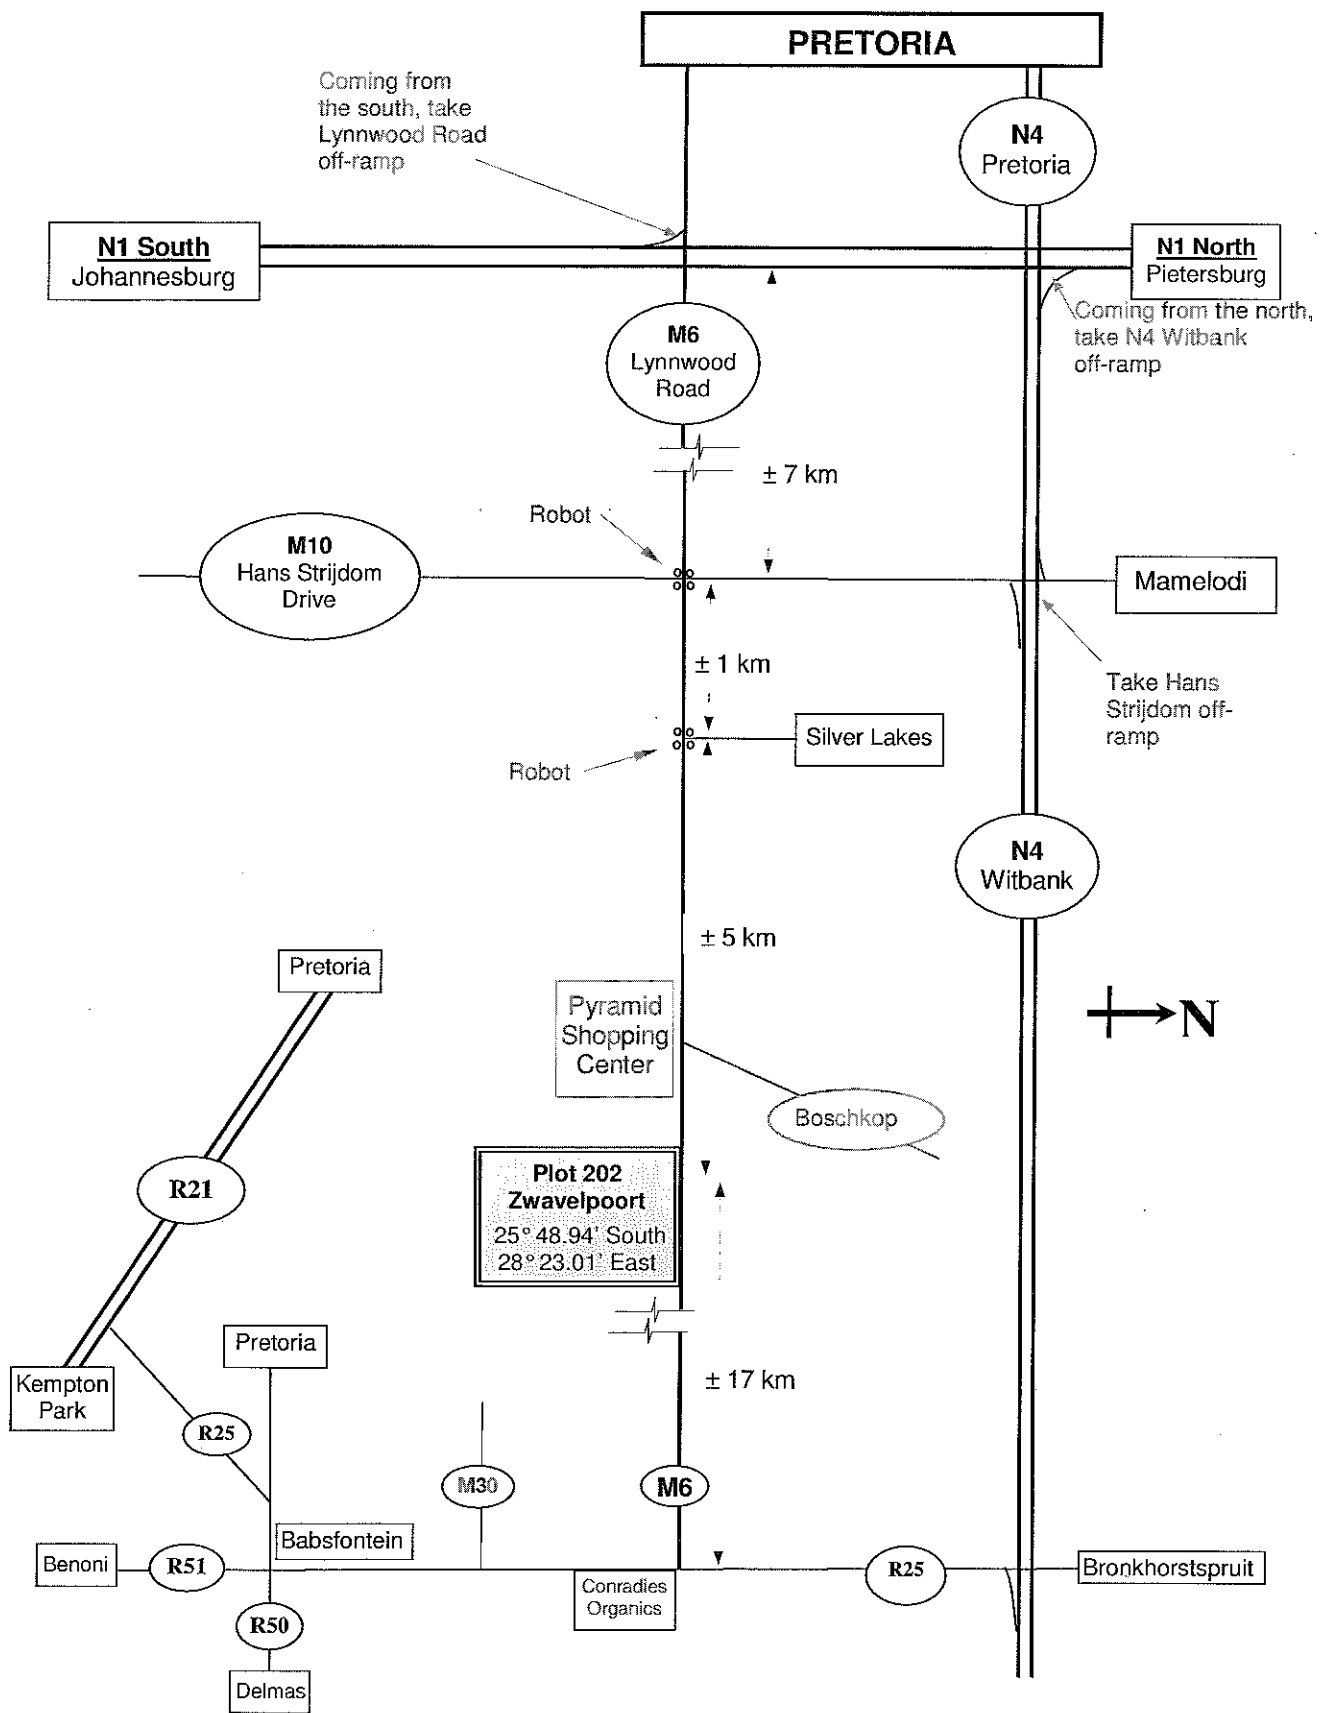 PRETORIA
Coming from
the south, take
Lynnwood Road
off-ramp
N4
Pretoria
N1 South
Johannesburg
N1 North
Pietersburg
Coming from the north,
take N4 Witbank
off-ramp
M6
Lynnwood
Road
± 7 km
Robot
M10
Hans Strijdom
Drive
Mamelodi
± 1 km
Take Hans
Strijdom off-
ramp
Silver Lakes
Robot
N4
Witbank
± 5 km
Pretoria
Pyramid
Shopping
Center
N
Boschkop
Plot 202
Zwavelpoort
25° 48.94' South
28° 23.01' East
R21
Pretoria
Kempton
Park
± 17 km
R25
M30
M6
Babsfontein
Benoni
R51
Conradies
Organics
R25
Bronkhorstspruit
R50
Delmas